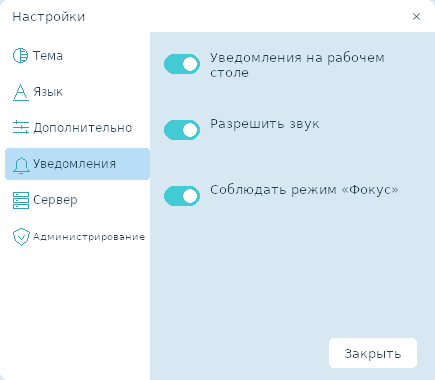 Настройки
Тема
Язык
Дополнительно
Уведомления
Сервер
Администрирование
Уведомления на рабочем
столе
Разрешить звук
Соблюдать режим «Фокус»
Закрыть